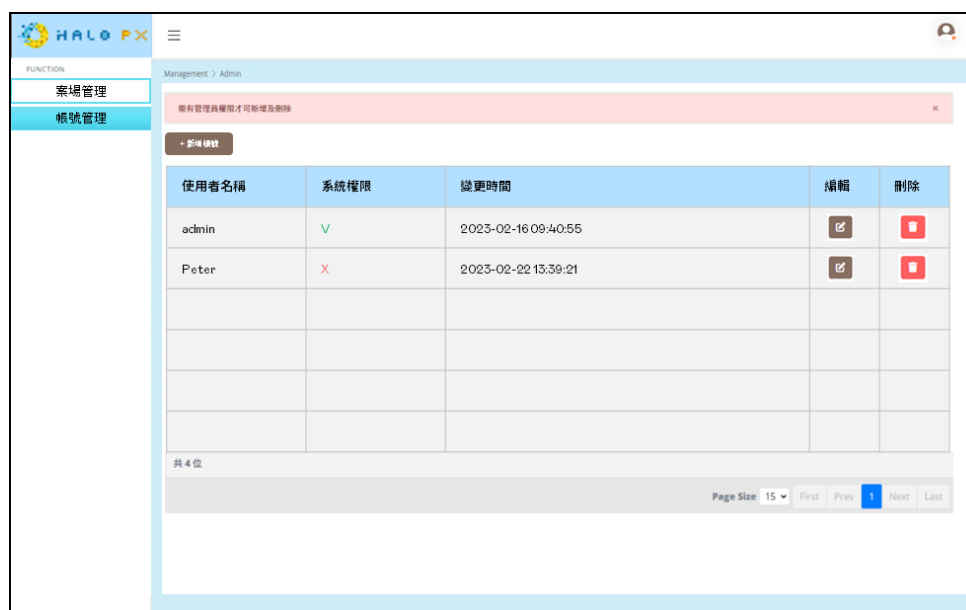 HALO PX
FUNCTION
案場管理
帳號管理
Management > Admin
需有管理員權限才可新增及刪除
×
+ 新增帳號
使用者名稱 系統權限 變更時間 編輯 刪除
admin V 2023-02-16 09:40:55
Peter X 2023-02-22 13:39:21
共 4 位
Page Size 15 First Prev 1 Next Last